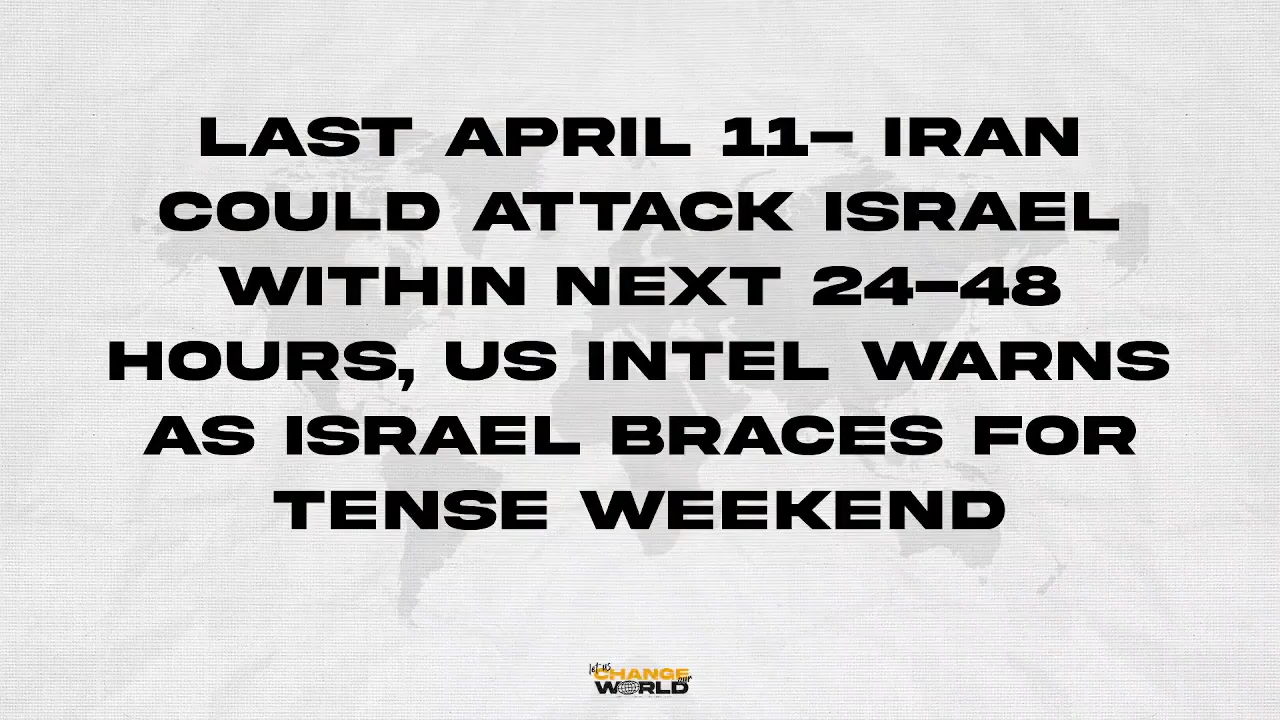 LAST APRIL 11- IRAN
COULD ATTACK ISRAEL
WITHIN NEXT 24-48
HOURS, US INTEL WARNS
AS ISRAEL BRACES FOR
TENSE WEEKEND
let us
CHANGE
WORLD